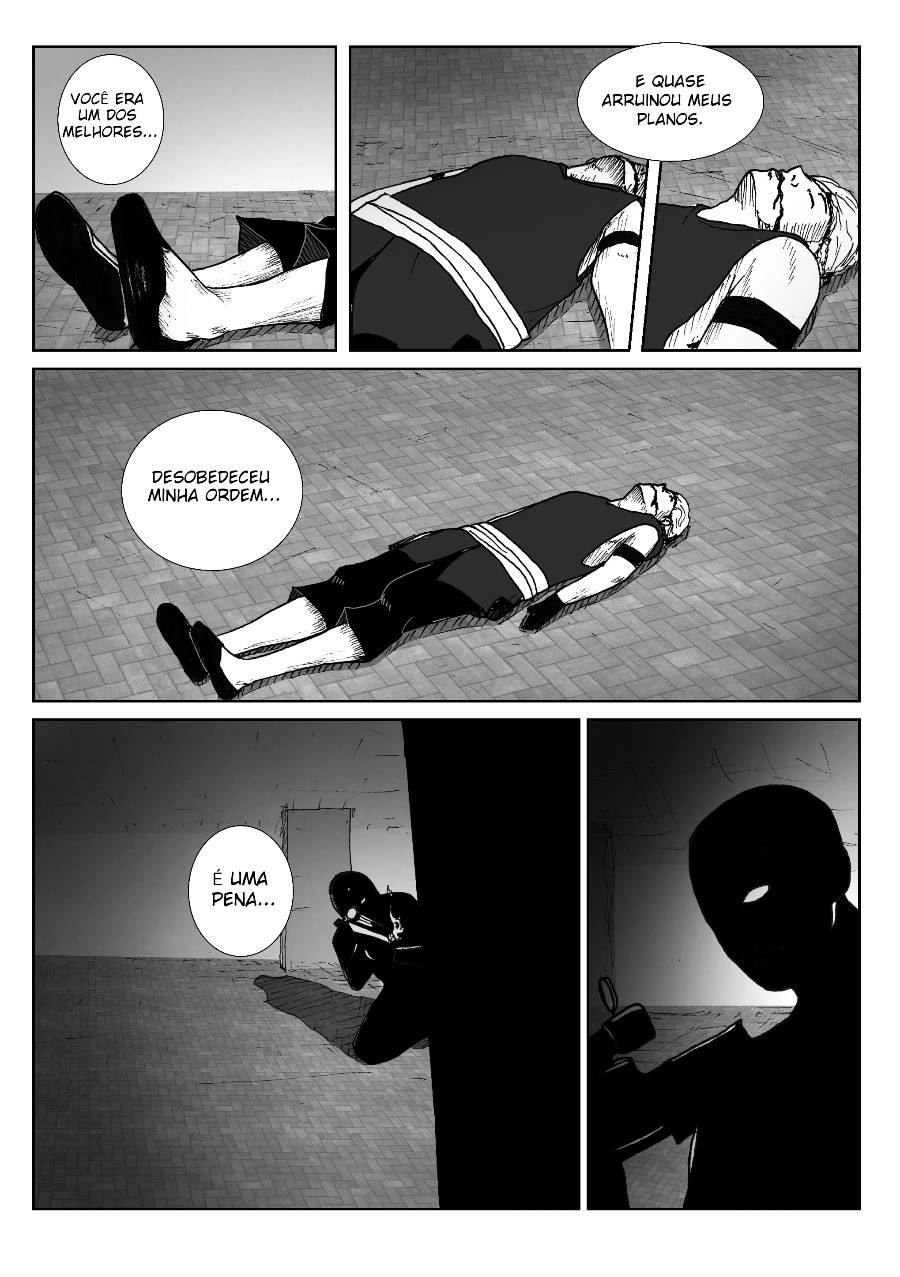 VOCÊ ERA
UM DOS
MELHORES...
E QUASE
ARRUINOU MEUS
PLANOS.
DESOBEDECEU
MINHA ORDEM...
É UMA
PENA...